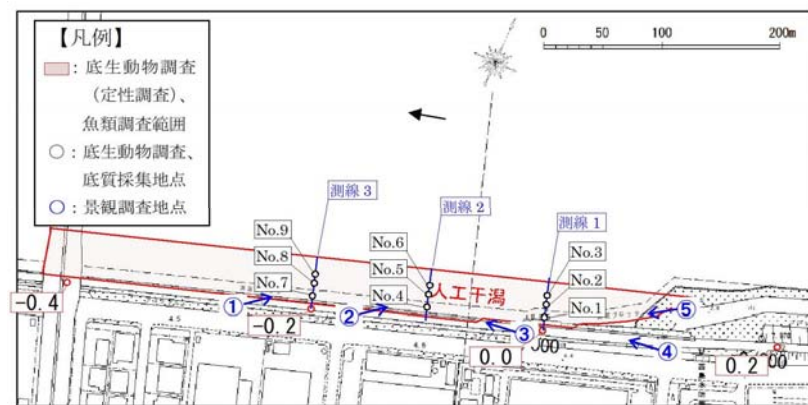 【凡例】
: 底生動物調査
(定性調査)、
魚類調査範囲
: 底生動物調査、
底質採集地点
: 景観調査地点
0 50 100 200m
測線 3
測線 2
測線 1
No.9
No.8
No.7
No.6
No.5
No.4
No.3
No.2
No.1
人工干潟
①
②
③
④
⑤
-0.4
-0.2
0.0
0.2
4.5
4.6